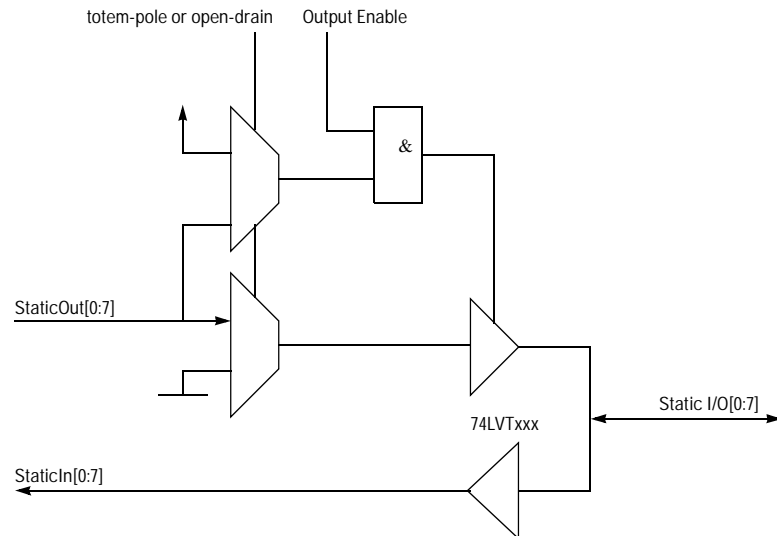 totem-pole or open-drain
Output Enable
&
StaticOut[0:7]
Static I/O[0:7]
74LVTxxx
StaticIn[0:7]